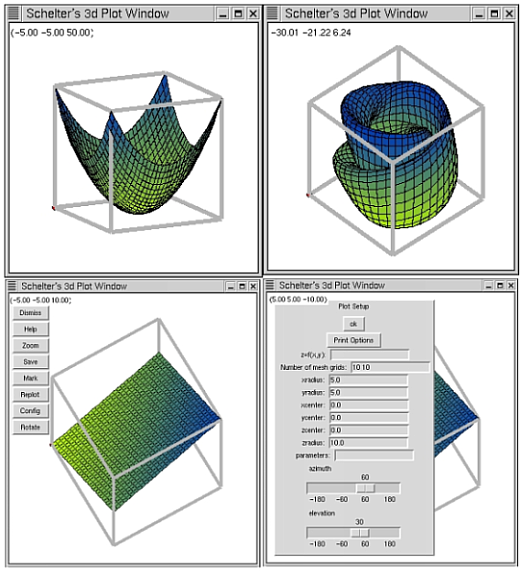 Schelter's 3d Plot Window
(-5.00 -5.00 50.00)
Schelter's 3d Plot Window
-30.01 -21.22 6.24
Schelter's 3d Plot Window
(-5.00 -5.00 10.00)
Dismiss
Help
Zoom
Save
Mark
Replot
Config
Rotate
Schelter's 3d Plot Window
(5.00 5.00 -10.00)
Plot Setup
ok
Print Options
z=f(x,y):
Number of mesh grids: 10 10
xradius: 5.0
yradius: 5.0
xcenter: 0.0
ycenter: 0.0
zcenter: 0.0
zradius: 10.0
parameters:
azimuth
60
-180 -60 60 180
elevation
30
-180 -60 60 180